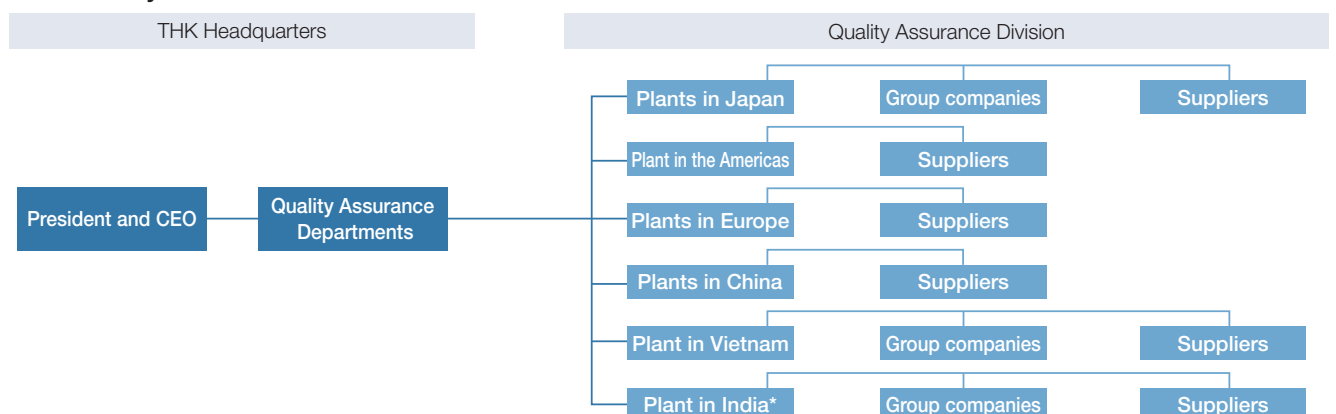 THK Headquarters
Quality Assurance Division
Plants in Japan
Group companies
Suppliers
Plant in the Americas
Suppliers
President and CEO
Quality Assurance
Departments
Plants in Europe
Suppliers
Plants in China
Suppliers
Plant in Vietnam
Group companies
Suppliers
Plant in India*
Group companies
Suppliers